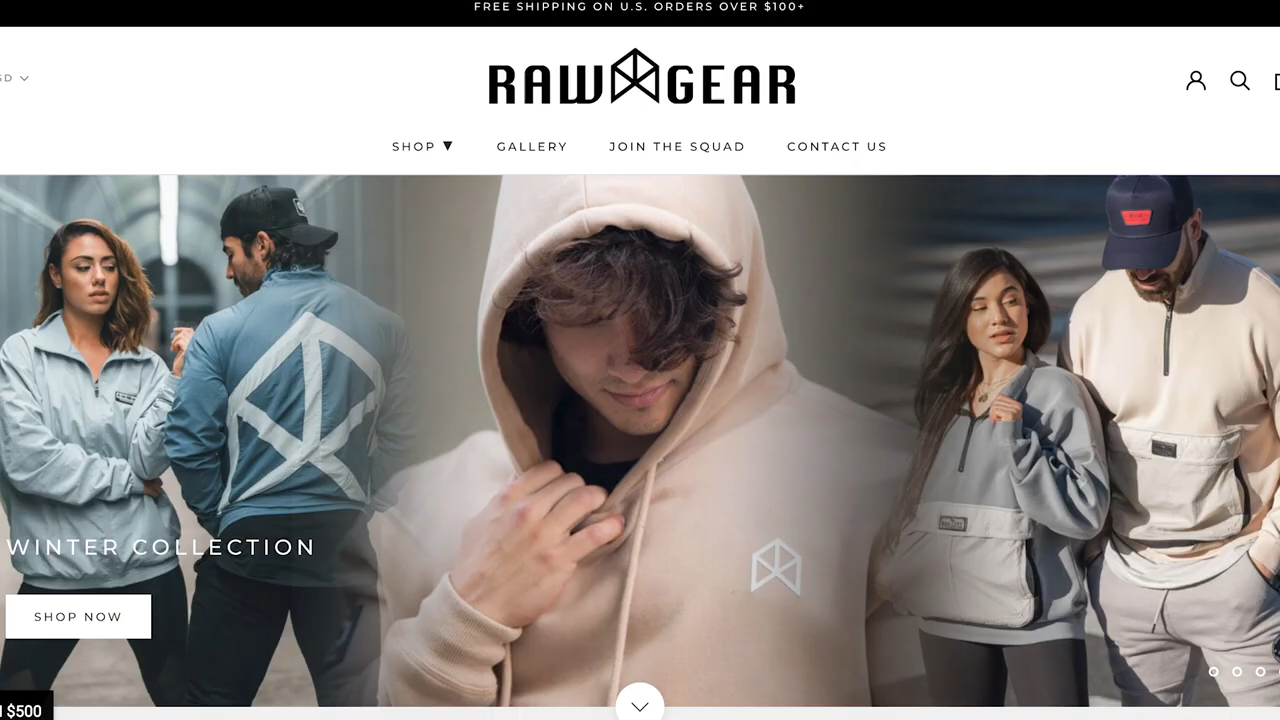 FREE SHIPPING ON U.S. ORDERS OVER $100+
RAW GEAR
SHOP ▼ GALLERY JOIN THE SQUAD CONTACT US
WINTER COLLECTION
SHOP NOW
$500